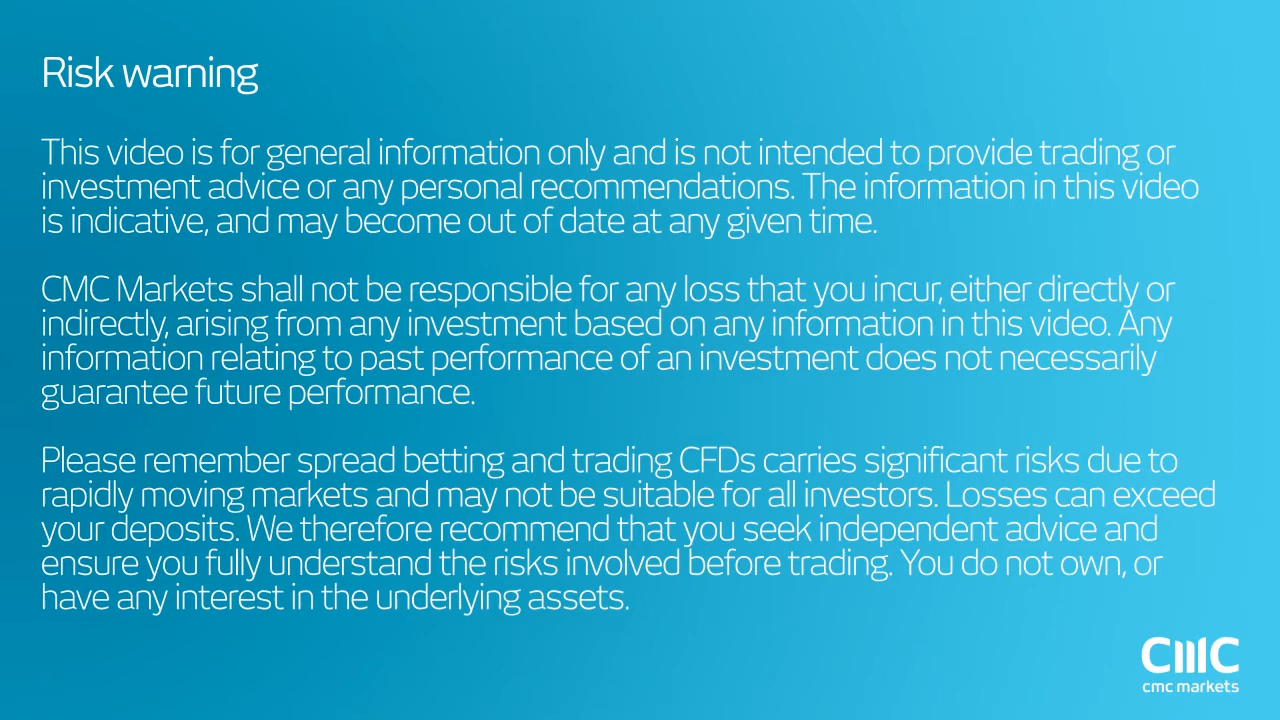 Risk warning
This video is for general information only and is not intended to provide trading or
investment advice or any personal recommendations. The information in this video
is indicative, and may become out of date at any given time.
CMC Markets shall not be responsible for any loss that you incur, either directly or
indirectly, arising from any investment based on any information in this video. Any
information relating to past performance of an investment does not necessarily
guarantee future performance.
Please remember spread betting and trading CFDs carries significant risks due to
rapidly moving markets and may not be suitable for all investors. Losses can exceed
your deposits. We therefore recommend that you seek independent advice and
ensure you fully understand the risks involved before trading. You do not own, or
have any interest in the underlying assets.
CMC
cmc markets